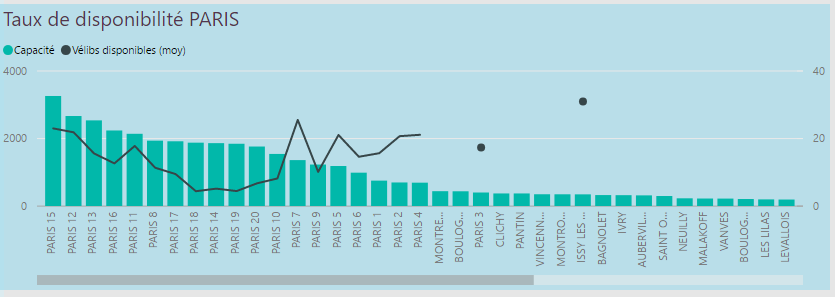 Taux de disponibilité PARIS
Capacité Vélibs disponibles (moy)
4000 40
2000 20
0 0
PARIS 15
PARIS 12
PARIS 13
PARIS 16
PARIS 11
PARIS 8
PARIS 17
PARIS 18
PARIS 14
PARIS 19
PARIS 20
PARIS 10
PARIS 7
PARIS 9
PARIS 5
PARIS 6
PARIS 1
PARIS 2
PARIS 4
MONTRE...
BOULOG...
PARIS 3
CLICHY
PANTIN
VINCENN...
MONTRO...
ISSY LES ...
BAGNOLET
IVRY
AUBERVIL...
SAINT O...
NEUILLY
MALAKOFF
VANVES
BOULOG...
LES LILAS
LEVALLOIS